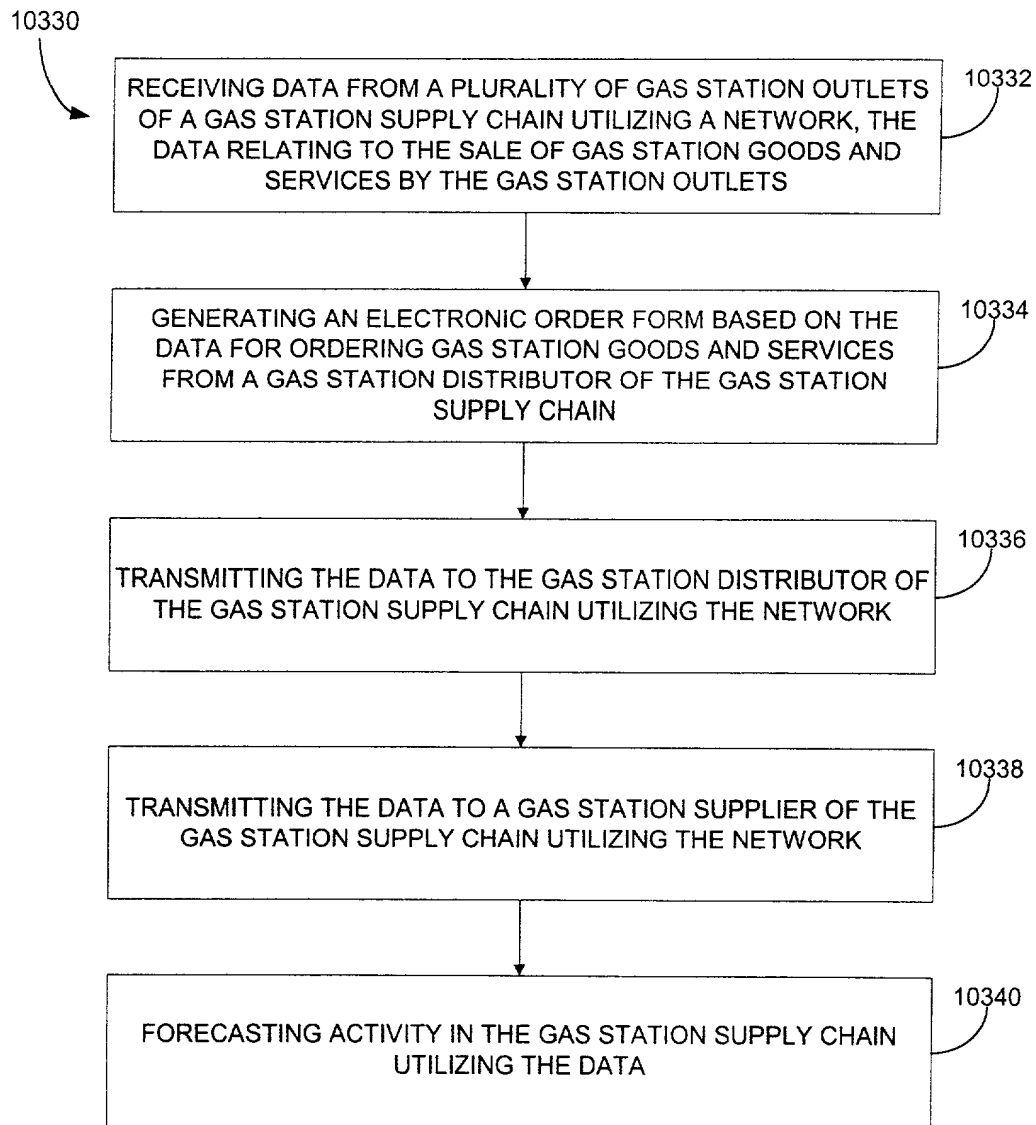 10330
10332
RECEIVING DATA FROM A PLURALITY OF GAS STATION OUTLETS
OF A GAS STATION SUPPLY CHAIN UTILIZING A NETWORK, THE
DATA RELATING TO THE SALE OF GAS STATION GOODS AND
SERVICES BY THE GAS STATION OUTLETS
10334
GENERATING AN ELECTRONIC ORDER FORM BASED ON THE
DATA FOR ORDERING GAS STATION GOODS AND SERVICES
FROM A GAS STATION DISTRIBUTOR OF THE GAS STATION
SUPPLY CHAIN
10336
TRANSMITTING THE DATA TO THE GAS STATION DISTRIBUTOR OF
THE GAS STATION SUPPLY CHAIN UTILIZING THE NETWORK
10338
TRANSMITTING THE DATA TO A GAS STATION SUPPLIER OF THE
GAS STATION SUPPLY CHAIN UTILIZING THE NETWORK
10340
FORECASTING ACTIVITY IN THE GAS STATION SUPPLY CHAIN
UTILIZING THE DATA